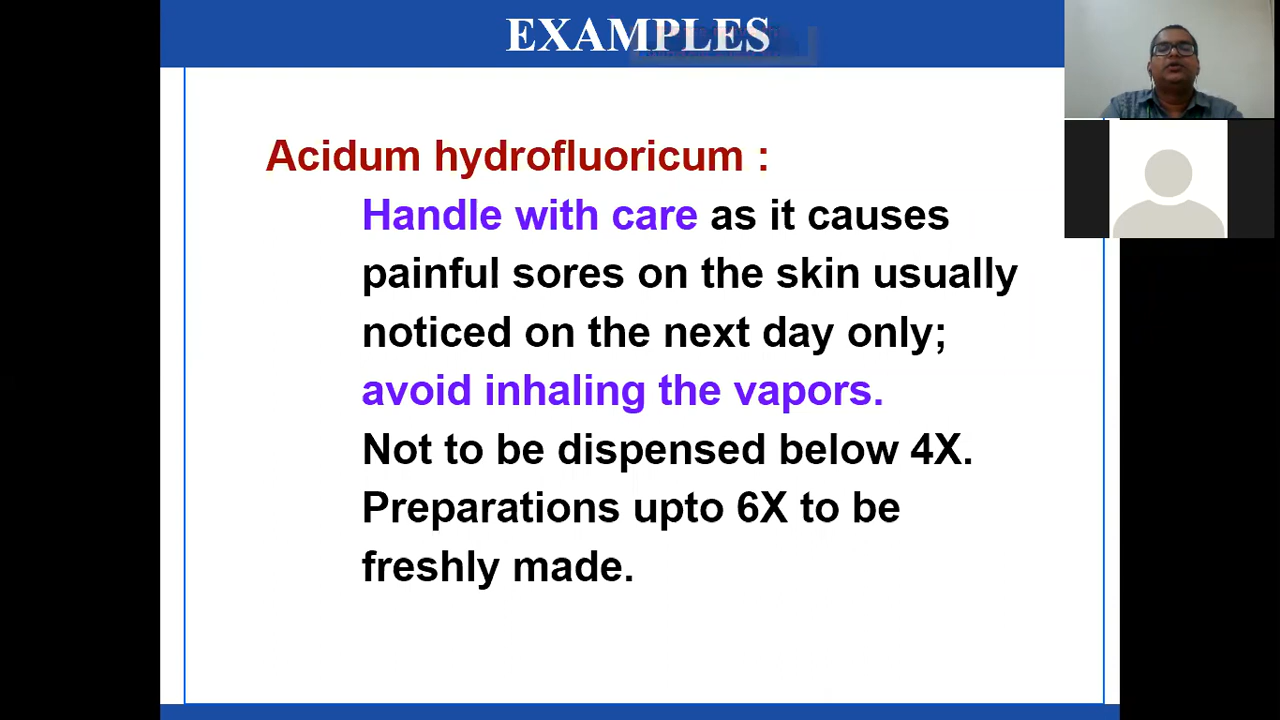 EXAMPLES
Acidum hydrofluoricum :
Handle with care as it causes
painful sores on the skin usually
noticed on the next day only;
avoid inhaling the vapors.
Not to be dispensed below 4X.
Preparations upto 6X to be
freshly made.